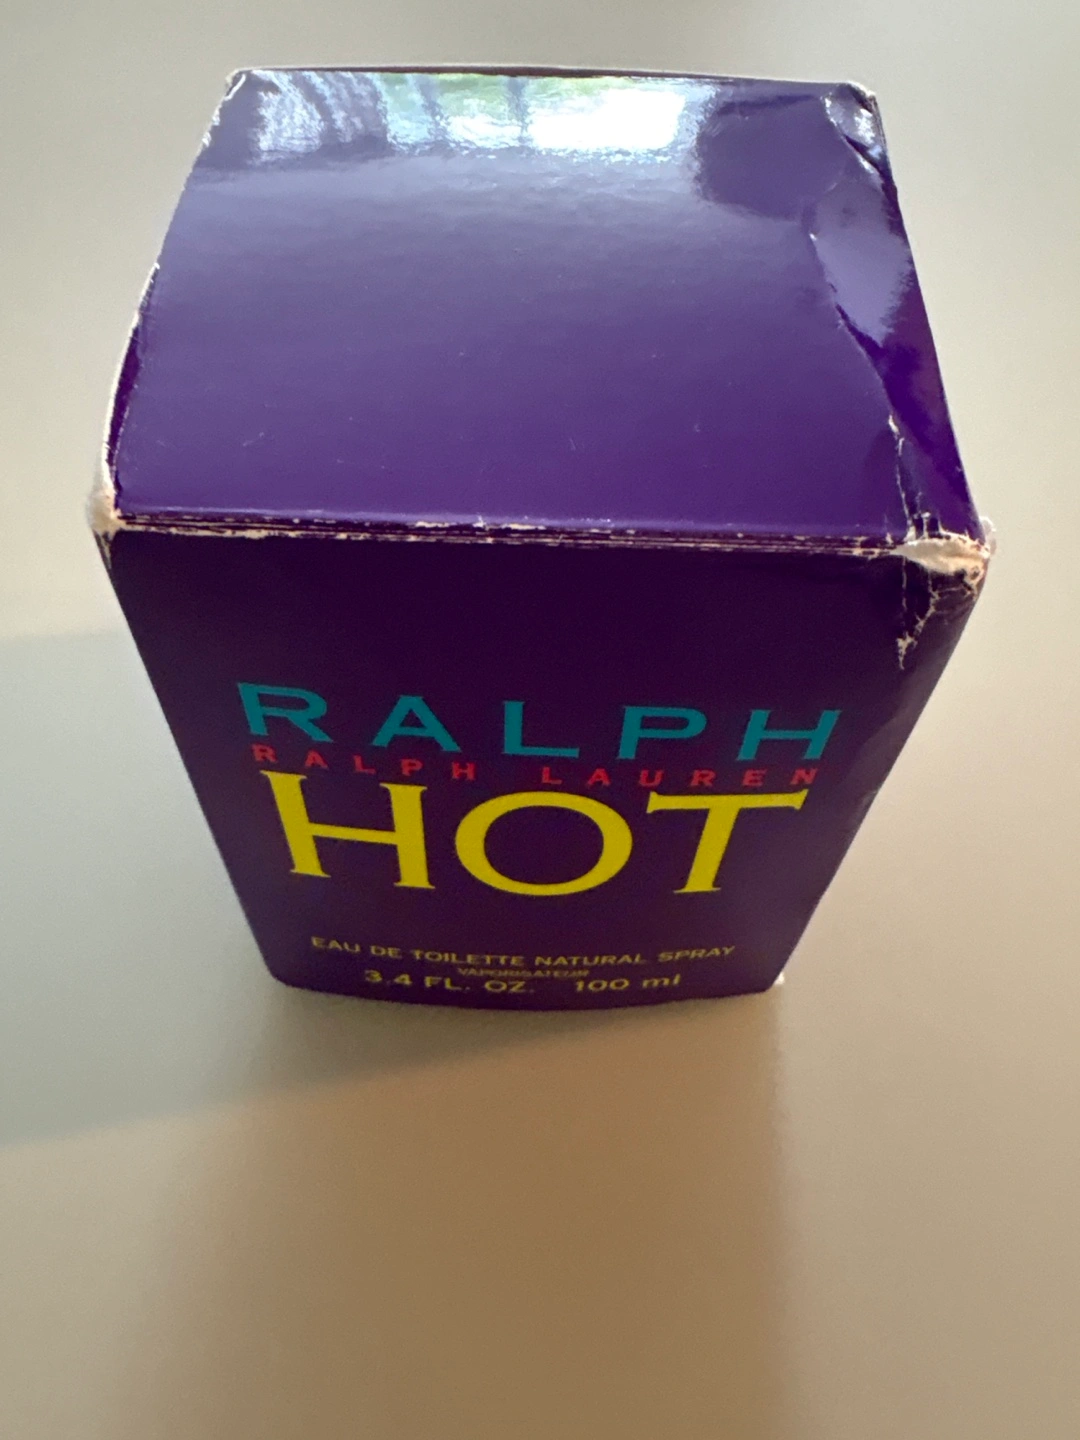 RALPH
RALPH LAUREN
HOT
EAU DE TOILETTE NATURAL SPRAY
VAPORISATEUR
3.4 FL. OZ. 100 ml